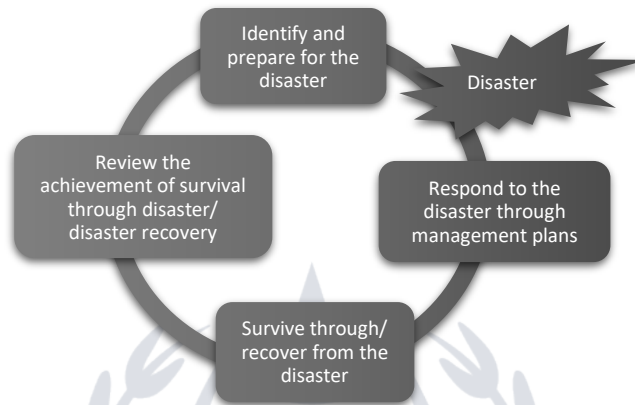 Identify and
prepare for the
disaster
Disaster
Respond to the
disaster through
management plans
Survive through/
recover from the
disaster
Review the
achievement of survival
through disaster/
disaster recovery